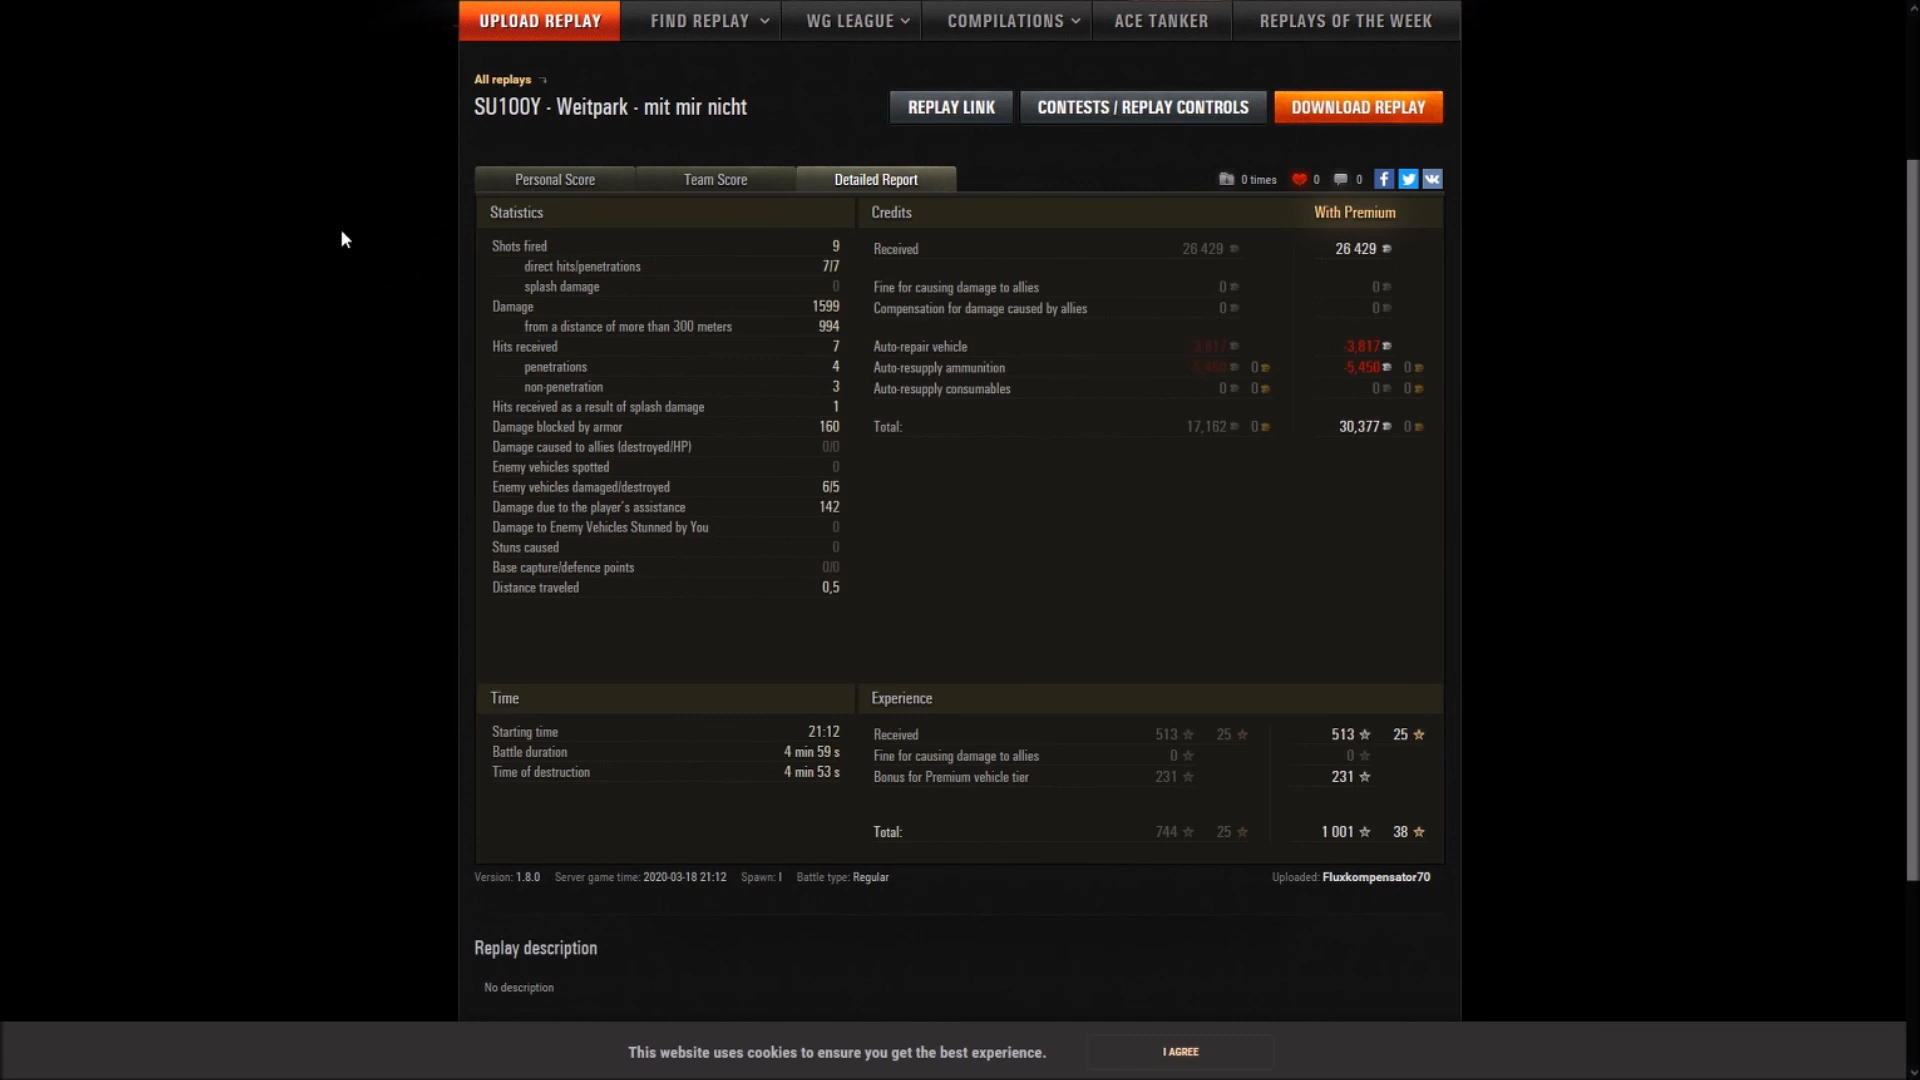 UPLOAD REPLAY FIND REPLAY WG LEAGUE COMPILATIONS ACE TANKER REPLAYS OF THE WEEK
All replays
SU100Y - Weitpark - mit mir nicht
REPLAY LINK CONTESTS / REPLAY CONTROLS DOWNLOAD REPLAY
Personal Score Team Score Detailed Report 0 times 0 0
Statistics
Shots fired 9
direct hits/penetrations 7/7
splash damage 0
Damage 1599
from a distance of more than 300 meters 994
Hits received 7
penetrations 4
non-penetration 3
Hits received as a result of splash damage 1
Damage blocked by armor 160
Damage caused to allies (destroyed/HP) 0/0
Enemy vehicles spotted 0
Enemy vehicles damaged/destroyed 6/5
Damage due to the player's assistance 142
Damage to Enemy Vehicles Stunned by You 0
Stuns caused 0
Base capture/defence points 0/0
Distance traveled 0,5
Credits With Premium
Received 26 429 26 429
Fine for causing damage to allies 0 0
Compensation for damage caused by allies 0 0
Auto-repair vehicle -3,817 -3,817
Auto-resupply ammunition -5,450 0 -5,450 0
Auto-resupply consumables 0 0 0 0
Total: 17,162 0 30,377 0
Time
Starting time 21:12
Battle duration 4 min 59 s
Time of destruction 4 min 53 s
Experience
Received 513 25 513 25
Fine for causing damage to allies 0 0
Bonus for Premium vehicle tier 231 231
Total: 744 25 1 001 38
Version: 1.8.0 Server game time: 2020-03-18 21:12 Spawn: I Battle type: Regular Uploaded: Fluxkompensator70
Replay description
No description
This website uses cookies to ensure you get the best experience. I AGREE